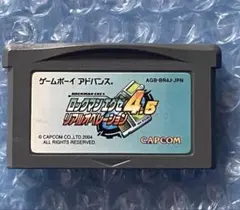 ゲームボーイ アドバンス
AGB-BR4J-JPN
ROCKMAN EXE
ロックマンエグゼ4.5
リアルオペレーション
© CAPCOM CO.,LTD.2004
ALL RIGHTS RESERVED.
CAPCOM